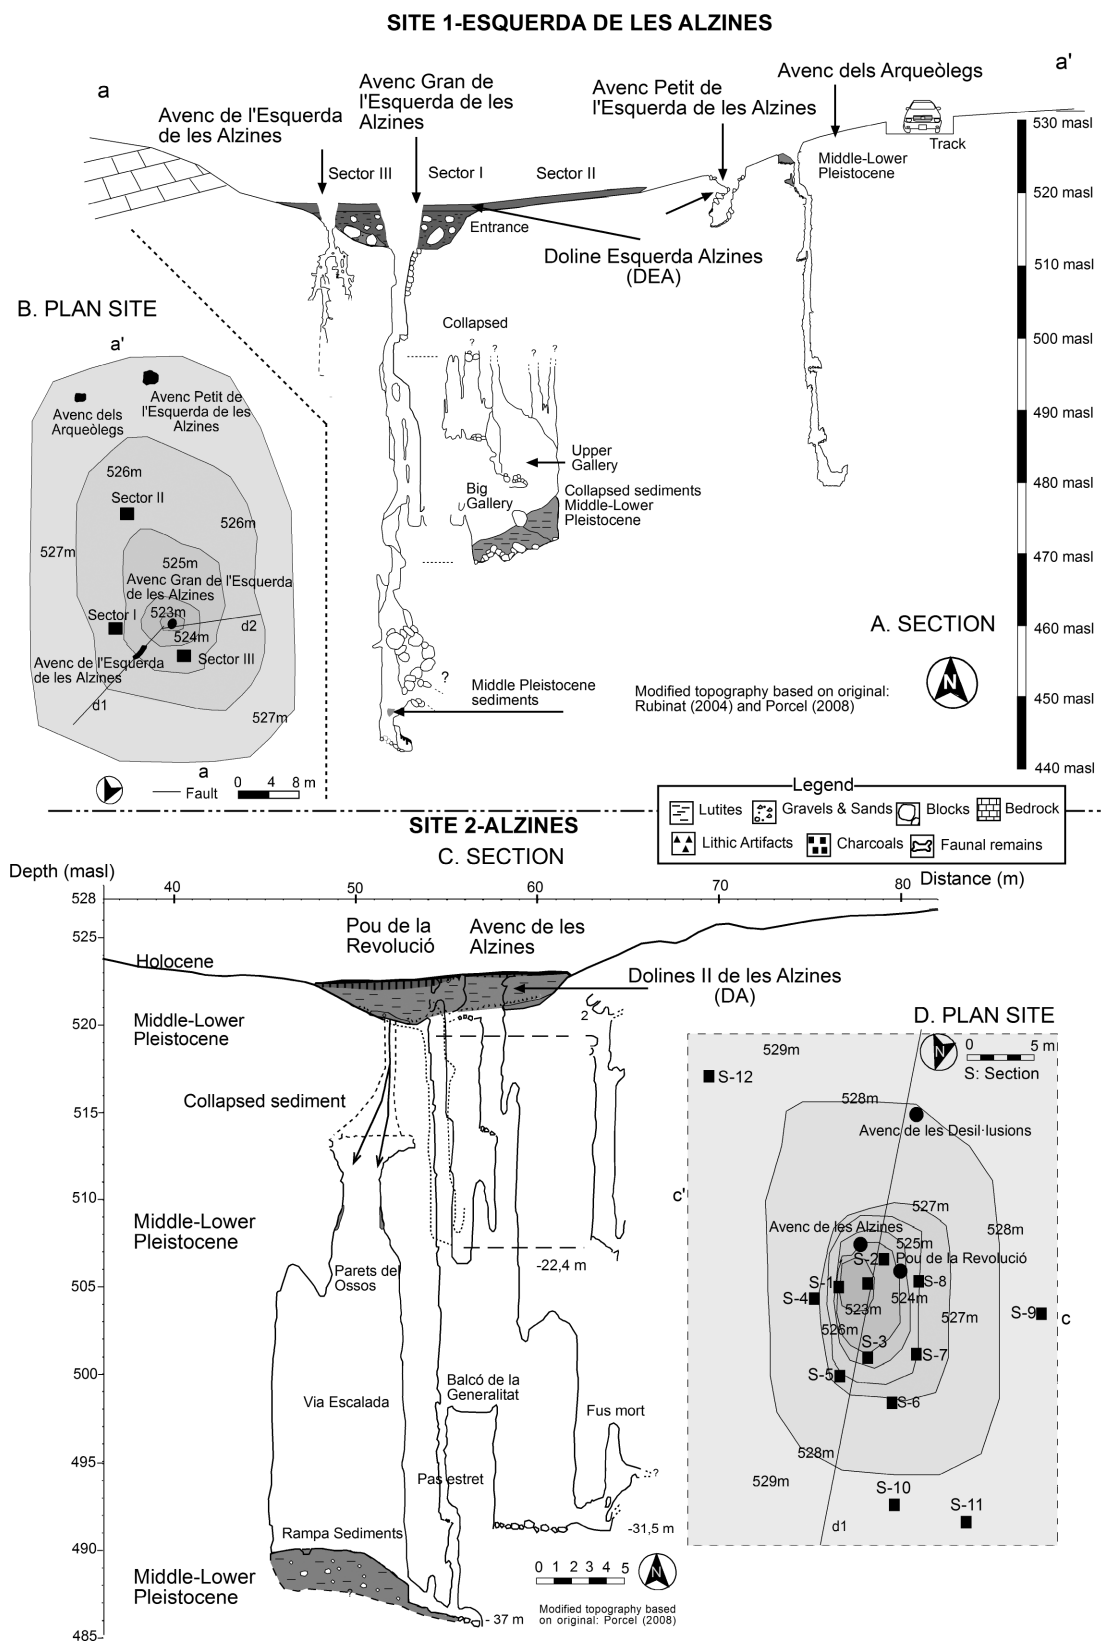 SITE 1-ESQUERDA DE LES ALZINES
a
Avenc de l'Esquerda
de les Alzines
Avenc Gran de
l'Esquerda de les
Alzines
Avenc Petit de
l'Esquerda de les Alzines
Avenc dels Arqueòlegs
a'
Track
Middle-Lower
Pleistocene
Sector III
Sector I
Sector II
Entrance
Doline Esquerda Alzines
(DEA)
530 masl
520 masl
510 masl
500 masl
490 masl
480 masl
470 masl
460 masl
450 masl
440 masl
Collapsed
? ? ? ?
Upper
Gallery
Big
Gallery
Collapsed sediments
Middle-Lower
Pleistocene
?
Middle Pleistocene
sediments
A. SECTION
N
Modified topography based on original:
Rubinat (2004) and Porcel (2008)
B. PLAN SITE
a'
Avenc dels
Arqueòlegs
Avenc Petit de
l'Esquerda de les
Alzines
526m
Sector II
526m
527m
525m
Avenc Gran de l'Esquerda
de les Alzines
Sector I
523m
524m
d2
Avenc de l'Esquerda
de les Alzines
Sector III
d1
527m
a
Fault
0 4 8 m
Legend
Lutites
Gravels & Sands
Blocks
Bedrock
Lithic Artifacts
Charcoals
Faunal remains
SITE 2-ALZINES
C. SECTION
Depth (masl)
40 50 60 70 80
Distance (m)
528
525
520
515
510
505
500
495
490
485
Pou de la
Revolució
Avenc de les
Alzines
Holocene
Dolines II de les Alzines
(DA)
Middle-Lower
Pleistocene
2
Collapsed sediment
Middle-Lower
Pleistocene
?
-22,4 m
Parets de
Ossos
Via Escalada
Balcó de la
Generalitat
Fus mort
Pas estret
?
-31,5 m
Rampa Sediments
Middle-Lower
Pleistocene
- 37 m
0 1 2 3 4 5
N
Modified topography based
on original: Porcel (2008)
D. PLAN SITE
N
0 5 m
S: Section
529m
S-12
528m
Avenc de les Desil·lusions
c'
527m
Avenc de les Alzines
528m
525m
S-2
Pou de la Revolució
S-1
S-8
S-4
524m
523m
S-9
c
527m
526m
S-3
S-7
S-5
S-6
528m
529m
S-10
S-11
d1